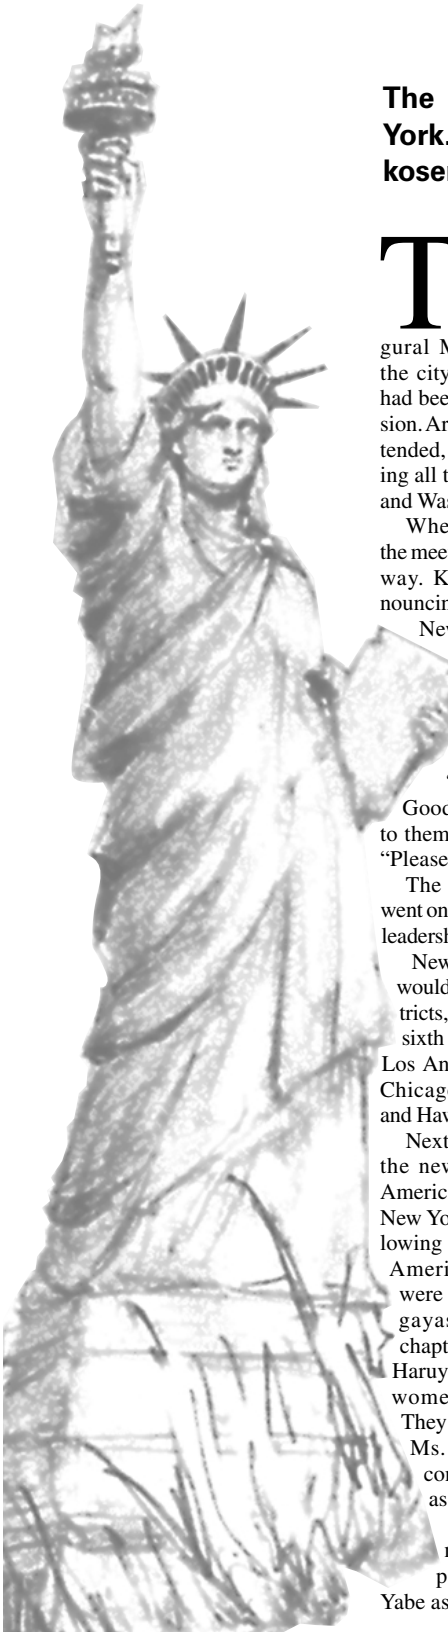 The
York.
kose
T
gural M
the city
had bee
sion. Ar
tended,
ing all t
and Was
Whe
the mee
way. K
nouncin
Nev
Good
to them
“Please
The
went on
leadersh
New
would
tricts,
sixth
Los An
Chicag
and Hav
Next
the new
Americ
New Yo
lowing
Ameri
were
gayas
chapt
Haruy
wome
They
Ms.
con
as
p
Yabe as